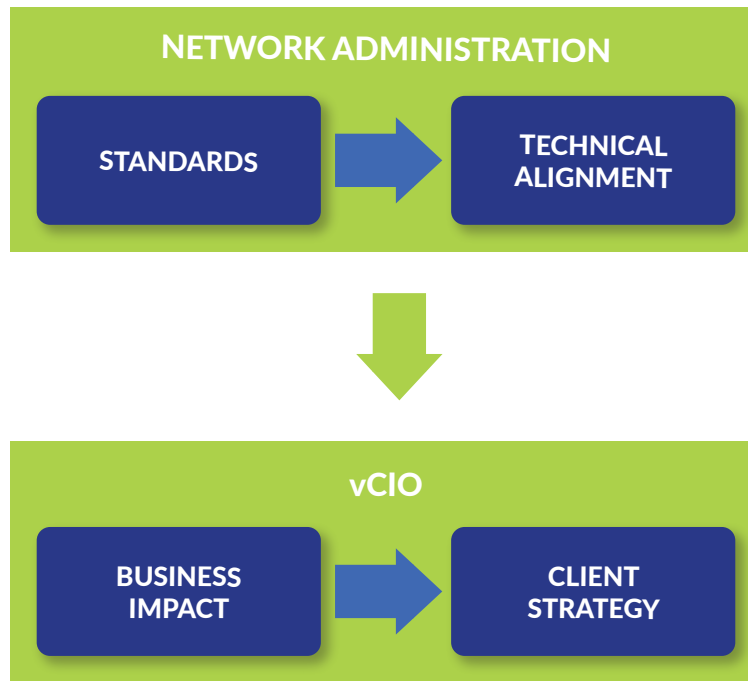 NETWORK ADMINISTRATION
STANDARDS
TECHNICAL
ALIGNMENT
vCIO
BUSINESS
IMPACT
CLIENT
STRATEGY